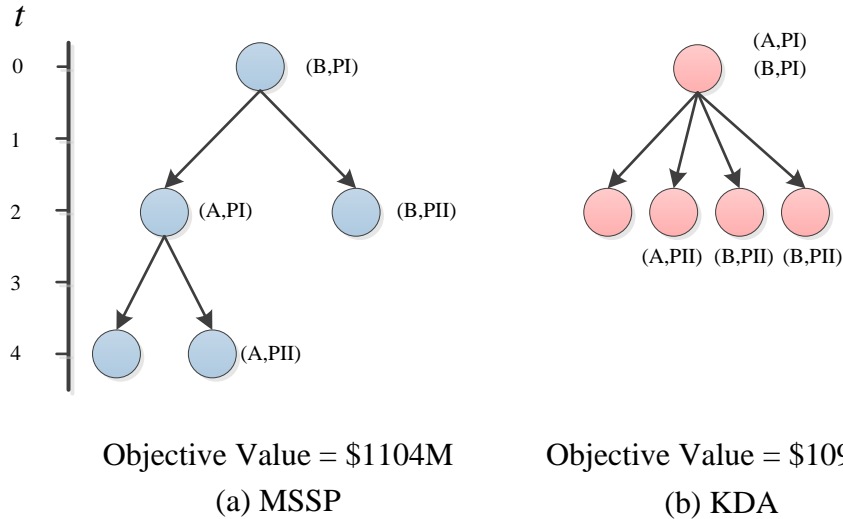 t
0
(B,PI)
(A,PI)
(B,PI)
1
2
(A,PI)
(B,PII)
(A,PII)
(B,PII)
(B,PII)
3
4
(A,PII)
Objective Value = $1104M
Objective Value = $109
(a) MSSP
(b) KDA